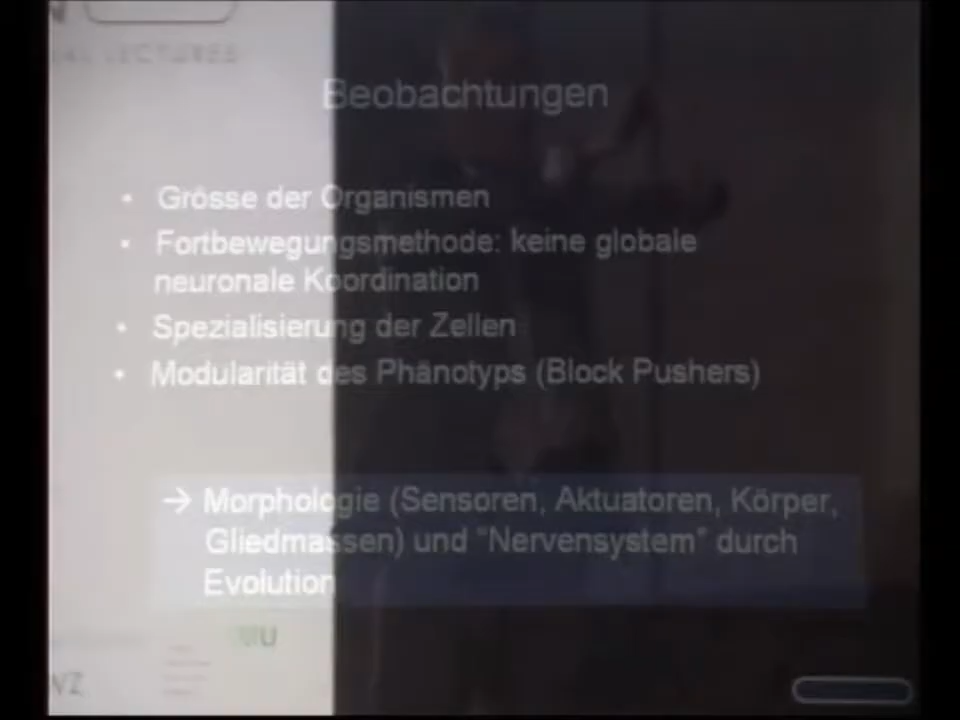 LECTURES
Beobachtungen
• Grösse der Organismen
• Fortbewegungsmethode: keine globale
neuronale Koordination
• Spezialisierung der Zellen
• Modularität des Phänotyps (Block Pushers)
→ Morphologie (Sensoren, Aktuatoren, Körper,
Gliedmassen) und "Nervensystem" durch
Evolution